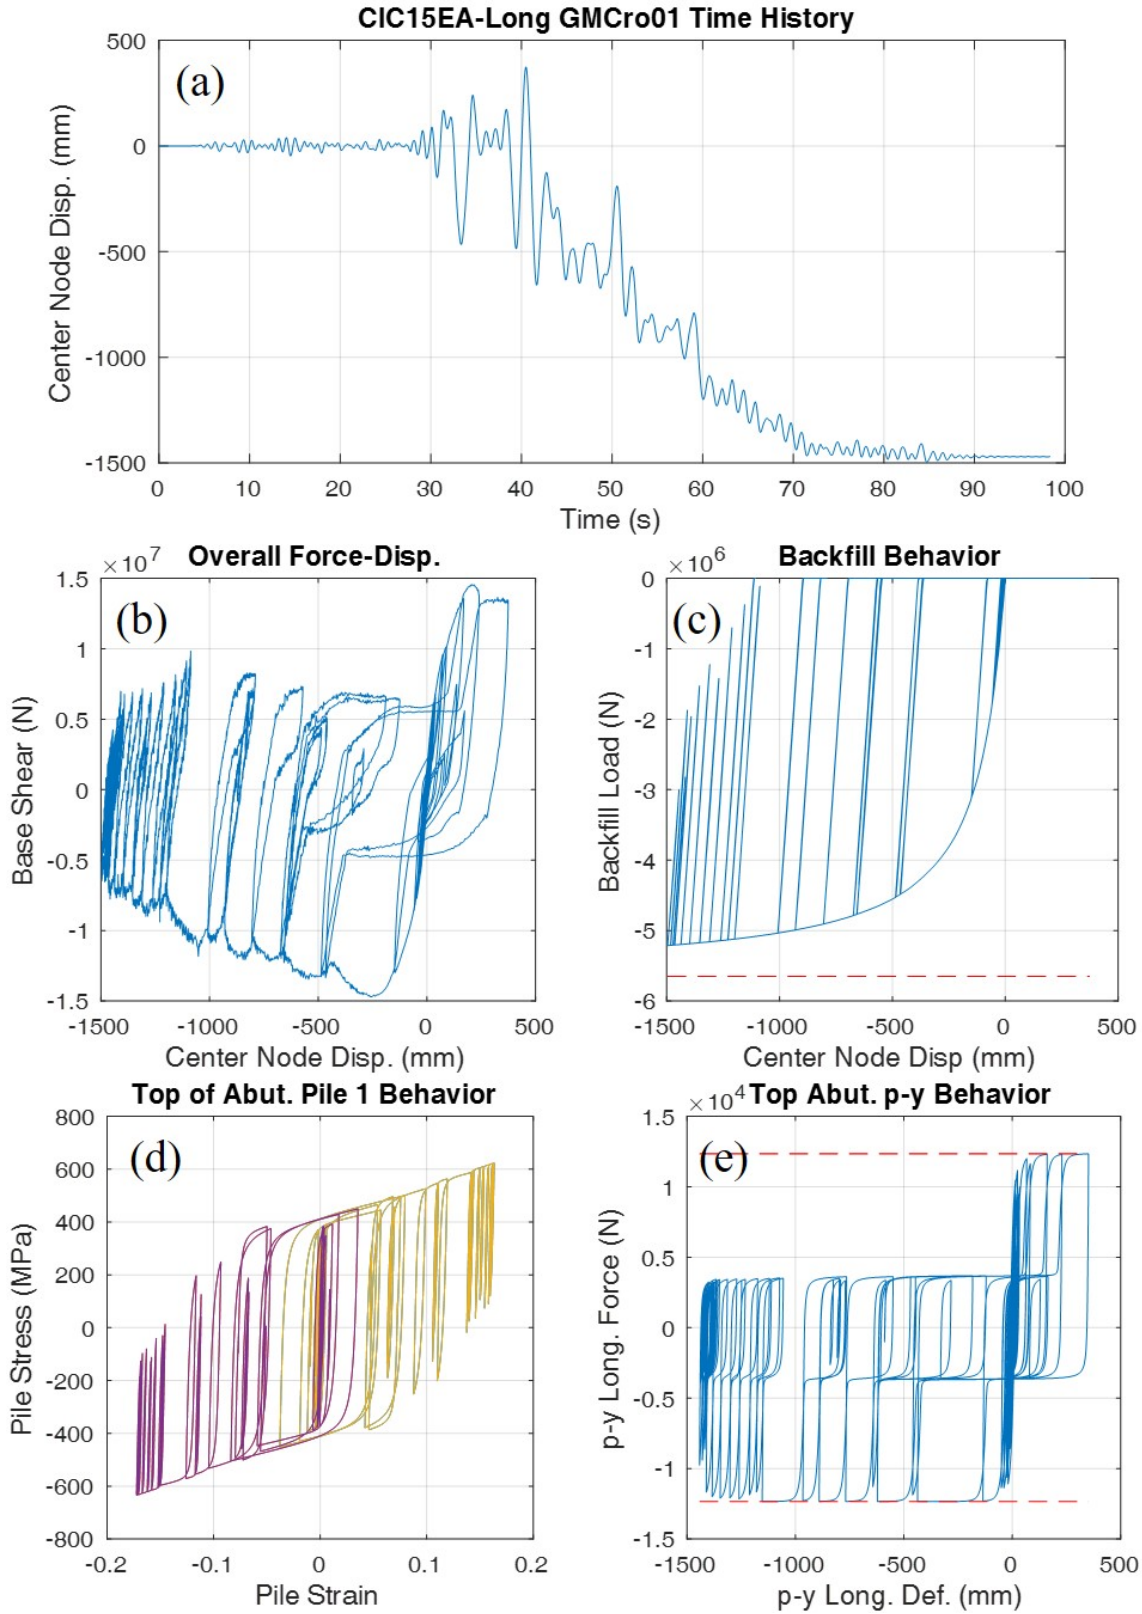 CIC15EA-Long GMCro01 Time History
(a)
500
0
-500
-1000
-1500
Center Node Disp. (mm)
0 10 20 30 40 50 60 70 80 90 100
Time (s)
Overall Force-Disp.
×10^7
(b)
1.5
1
0.5
0
-0.5
-1
-1.5
Base Shear (N)
-1500 -1000 -500 0 500
Center Node Disp. (mm)
Backfill Behavior
×10^6
(c)
0
-1
-2
-3
-4
-5
-6
Backfill Load (N)
-1500 -1000 -500 0 500
Center Node Disp (mm)
Top of Abut. Pile 1 Behavior
(d)
800
600
400
200
0
-200
-400
-600
-800
Pile Stress (MPa)
-0.2 -0.1 0 0.1 0.2
Pile Strain
Top Abut. p-y Behavior
×10^4
(e)
1.5
1
0.5
0
-0.5
-1
-1.5
p-y Long. Force (N)
-1500 -1000 -500 0 500
p-y Long. Def. (mm)